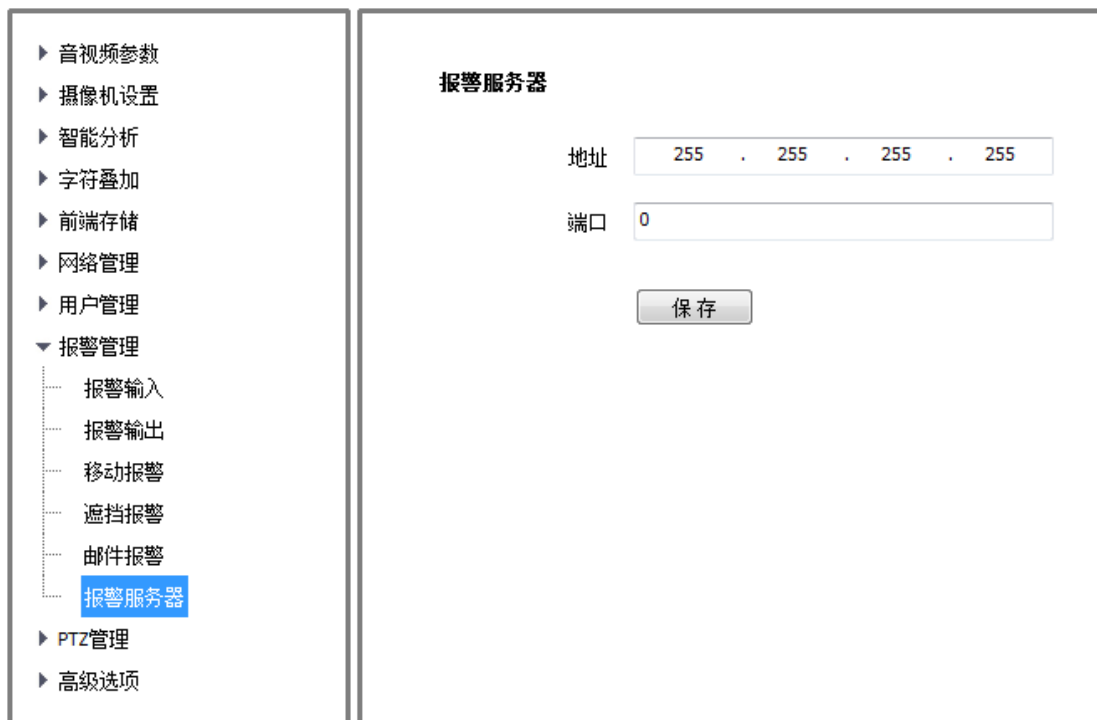 音视频参数
摄像机设置
智能分析
字符叠加
前端存储
网络管理
用户管理
报警管理
报警输入
报警输出
移动报警
遮挡报警
邮件报警
报警服务器
PTZ管理
高级选项
报警服务器
地址 255 . 255 . 255 . 255
端口 0
保存